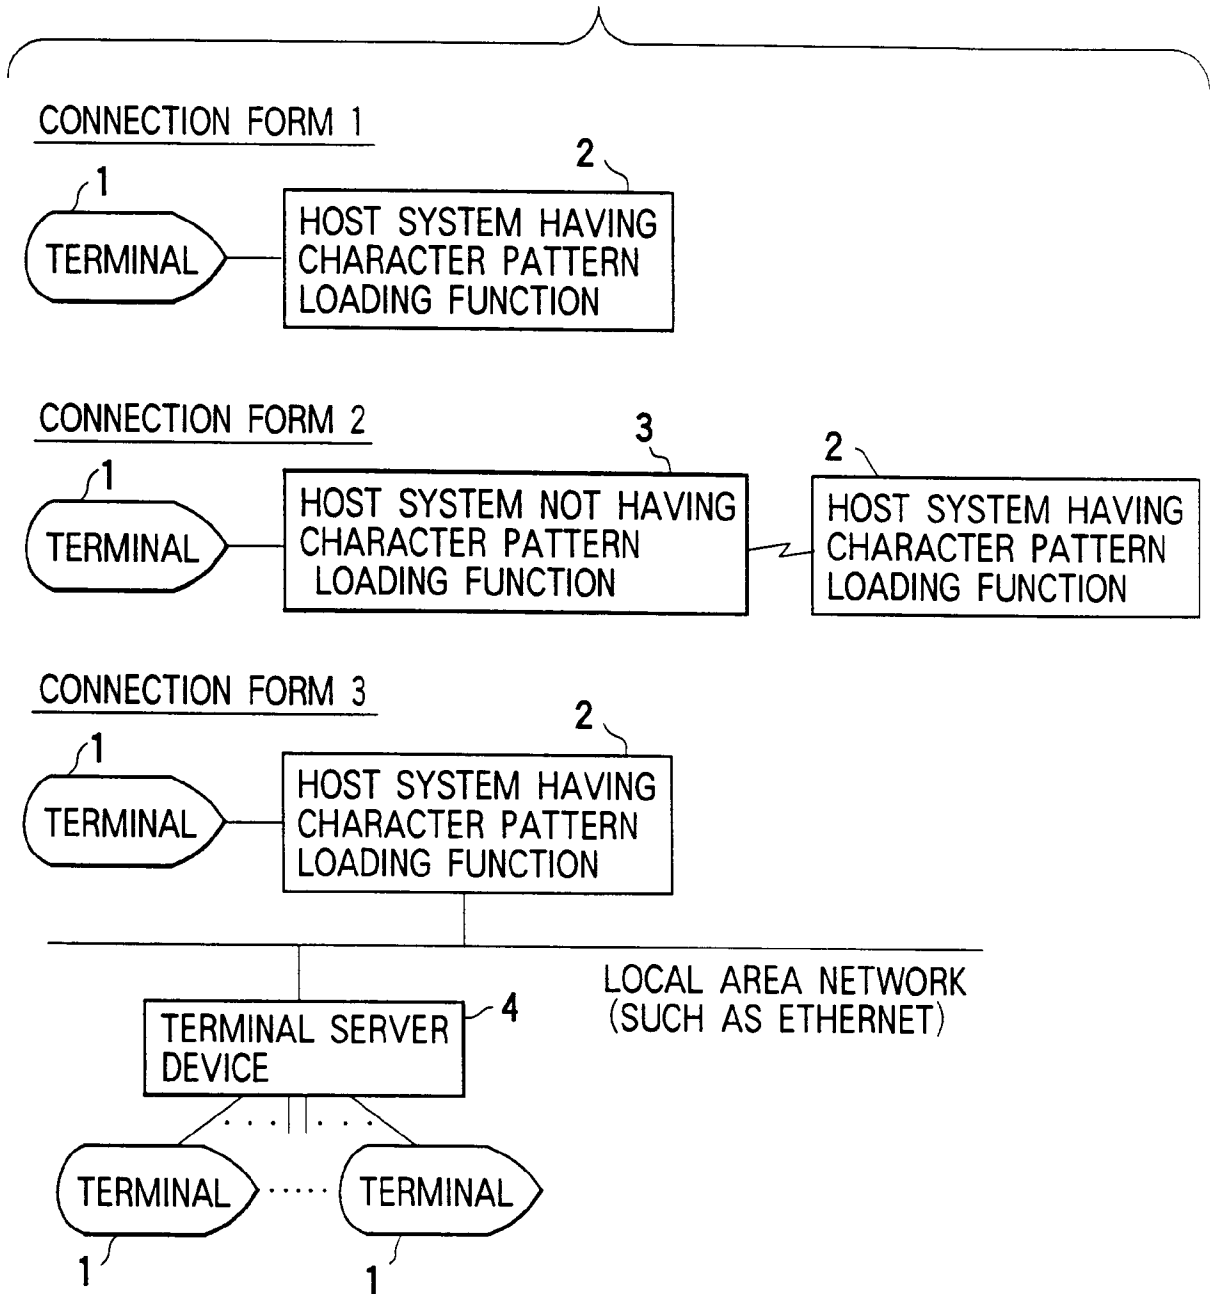 CONNECTION FORM 1
1
2
TERMINAL
HOST SYSTEM HAVING
CHARACTER PATTERN
LOADING FUNCTION
CONNECTION FORM 2
1
3
2
TERMINAL
HOST SYSTEM NOT HAVING
CHARACTER PATTERN
LOADING FUNCTION
HOST SYSTEM HAVING
CHARACTER PATTERN
LOADING FUNCTION
CONNECTION FORM 3
1
2
TERMINAL
HOST SYSTEM HAVING
CHARACTER PATTERN
LOADING FUNCTION
LOCAL AREA NETWORK
(SUCH AS ETHERNET)
4
TERMINAL SERVER
DEVICE
TERMINAL
TERMINAL
1
1